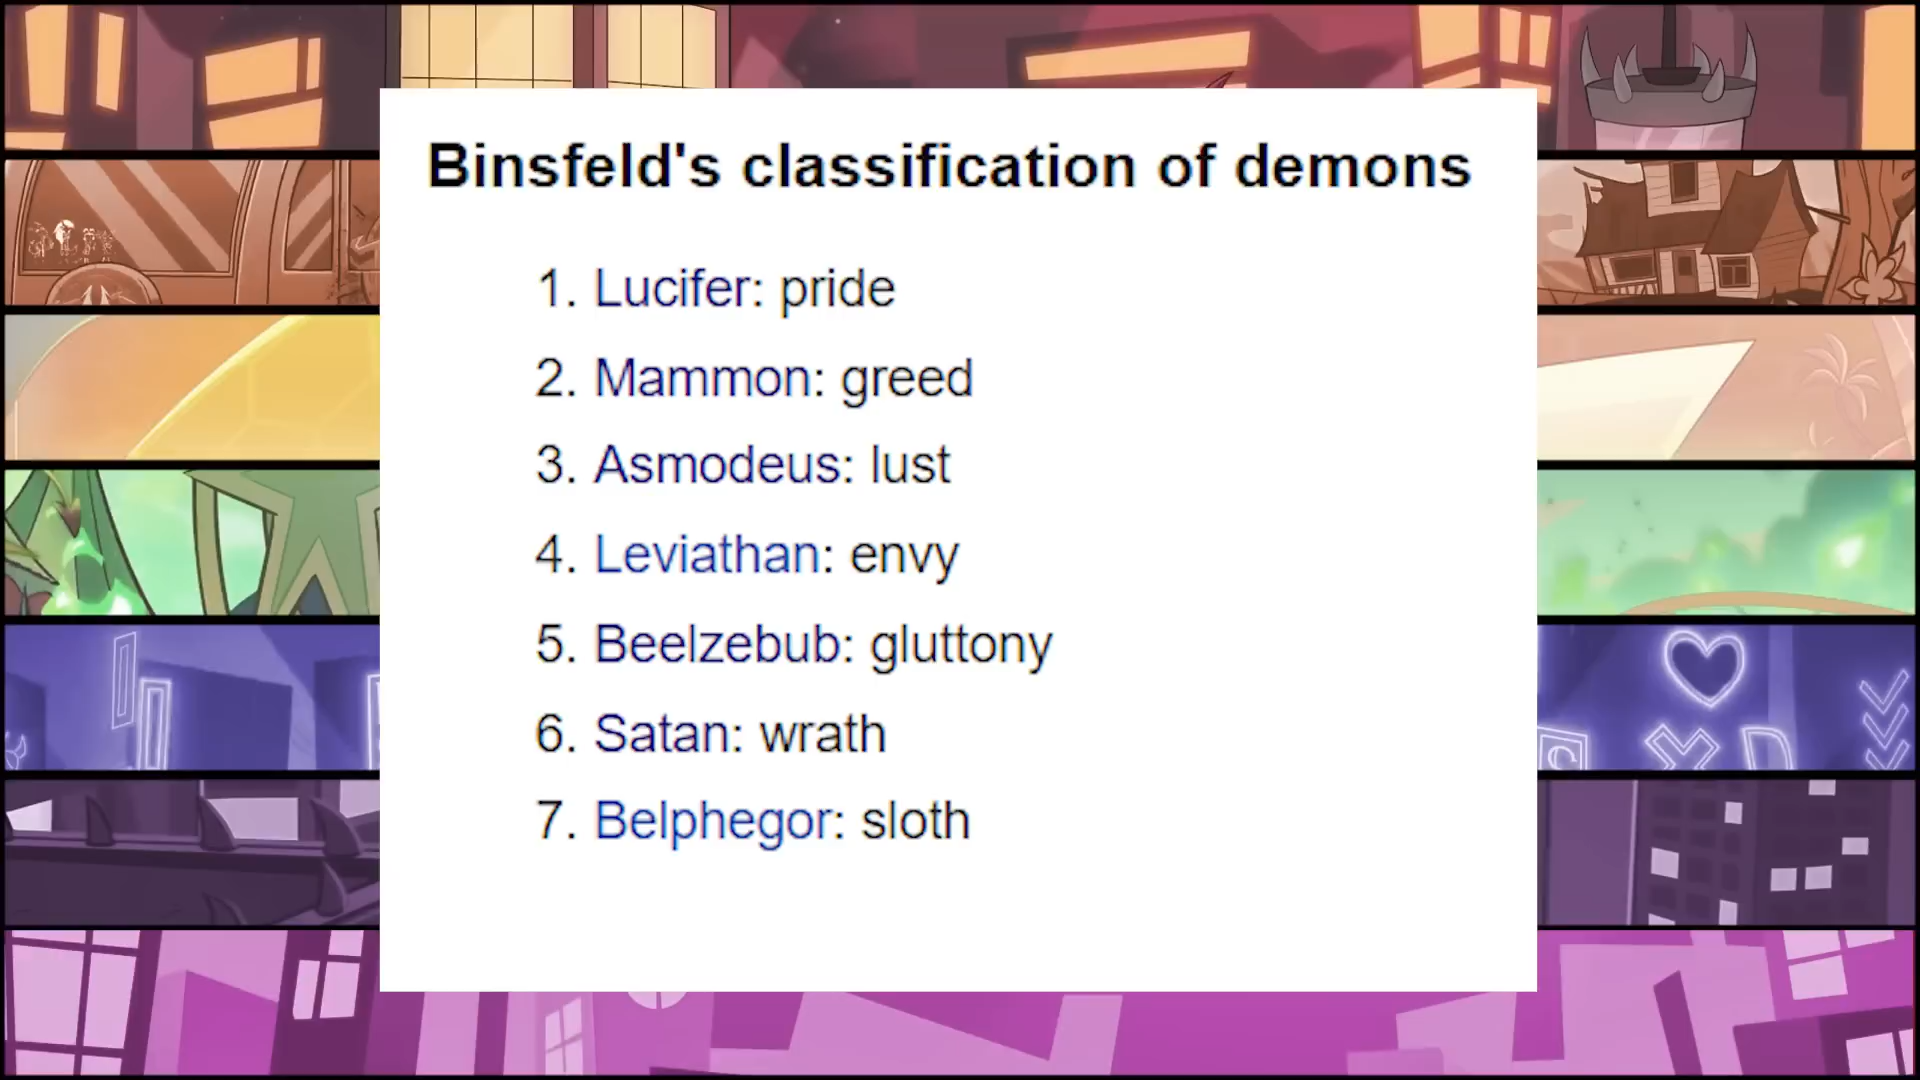 Binsfeld's classification of demons
1. Lucifer: pride
2. Mammon: greed
3. Asmodeus: lust
4. Leviathan: envy
5. Beelzebub: gluttony
6. Satan: wrath
7. Belphegor: sloth